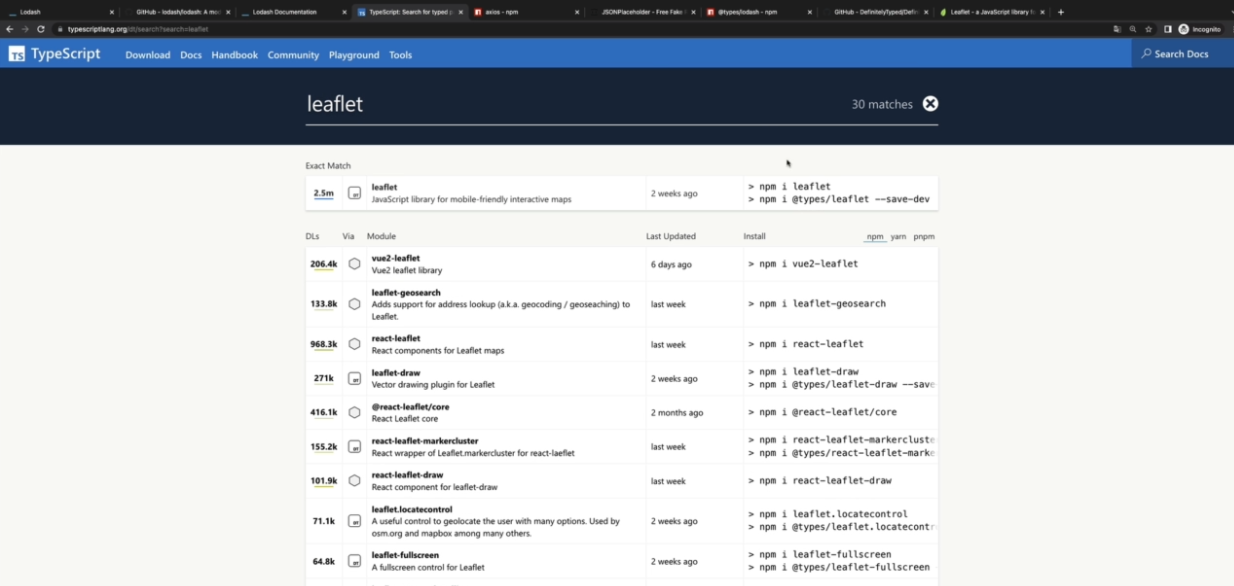 Lodash
GitHub - lodash/lodash: A mo
Lodash Documentation
TypeScript: Search for typed p
axios - npm
JSONPlaceholder - Free Fake
@types/lodash - npm
GitHub - DefinitelyTyped/Defi
Leaflet - a JavaScript library f
typescriptlang.org/dt/search?search=leaflet
Incognito
TS TypeScript
Download Docs Handbook Community Playground Tools
Search Docs
leaflet
30 matches
Exact Match
2.5m
DT
leaflet
JavaScript library for mobile-friendly interactive maps
2 weeks ago
> npm i leaflet
> npm i @types/leaflet --save-dev
DLs Via Module Last Updated Install npm yarn pnpm
206.4k
vue2-leaflet
Vue2 leaflet library
6 days ago
> npm i vue2-leaflet
133.8k
leaflet-geosearch
Adds support for address lookup (a.k.a. geocoding / geoseaching) to
Leaflet.
last week
> npm i leaflet-geosearch
968.3k
react-leaflet
React components for Leaflet maps
last week
> npm i react-leaflet
271k
DT
leaflet-draw
Vector drawing plugin for Leaflet
2 weeks ago
> npm i leaflet-draw
> npm i @types/leaflet-draw --save
416.1k
@react-leaflet/core
React Leaflet core
2 months ago
> npm i @react-leaflet/core
155.2k
DT
react-leaflet-markercluster
React wrapper of Leaflet.markercluster for react-laeflet
last week
> npm i react-leaflet-markercluste
> npm i @types/react-leaflet-marke
101.9k
react-leaflet-draw
React component for leaflet-draw
last week
> npm i react-leaflet-draw
71.1k
DT
leaflet.locatecontrol
A useful control to geolocate the user with many options. Used by
osm.org and mapbox among many others.
2 weeks ago
> npm i leaflet.locatecontrol
> npm i @types/leaflet.locatecontr
64.8k
DT
leaflet-fullscreen
A fullscreen control for Leaflet
2 weeks ago
> npm i leaflet-fullscreen
> npm i @types/leaflet-fullscreen